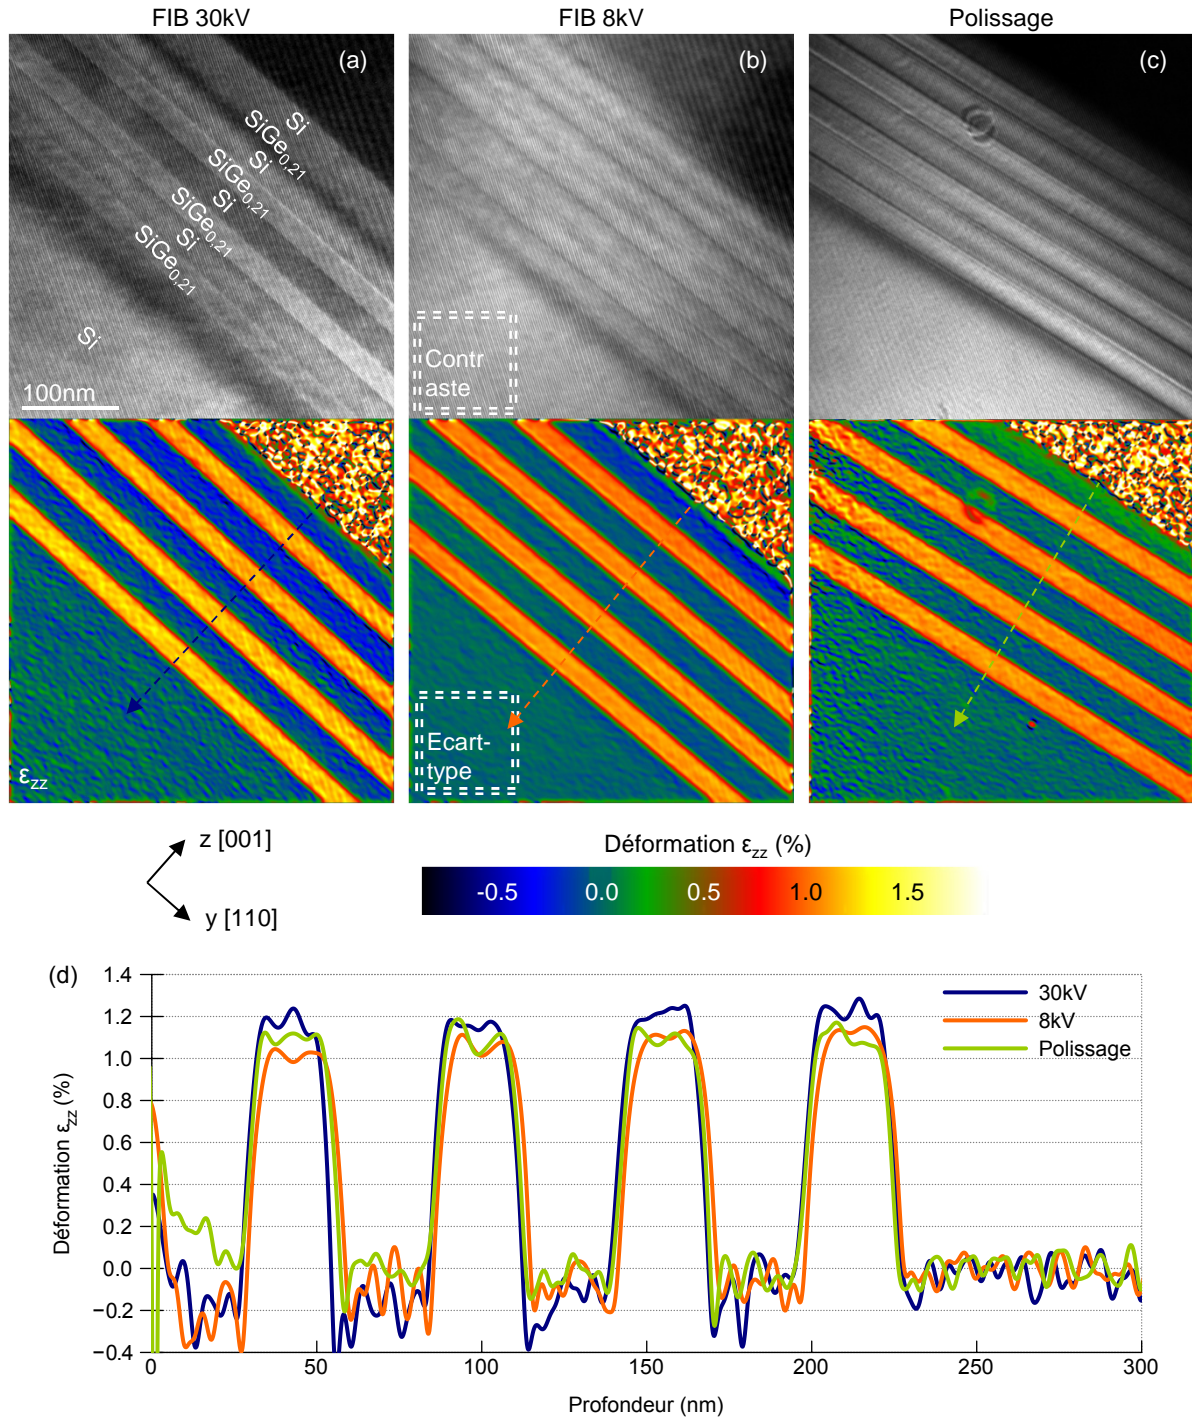 FIB 30kV
FIB 8kV
Polissage
(a)
(b)
(c)
Si
SiGe0,21
Si
SiGe0,21
Si
SiGe0,21
Si
SiGe0,21
Si
100nm
Contr
aste
εzz
Ecart-
type
z [001]
y [110]
Déformation εzz (%)
-0.5 0.0 0.5 1.0 1.5
(d)
Déformation εzz (%)
1.4
1.2
1.0
0.8
0.6
0.4
0.2
0.0
−0.2
−0.4
30kV
8kV
Polissage
0 50 100 150 200 250 300
Profondeur (nm)